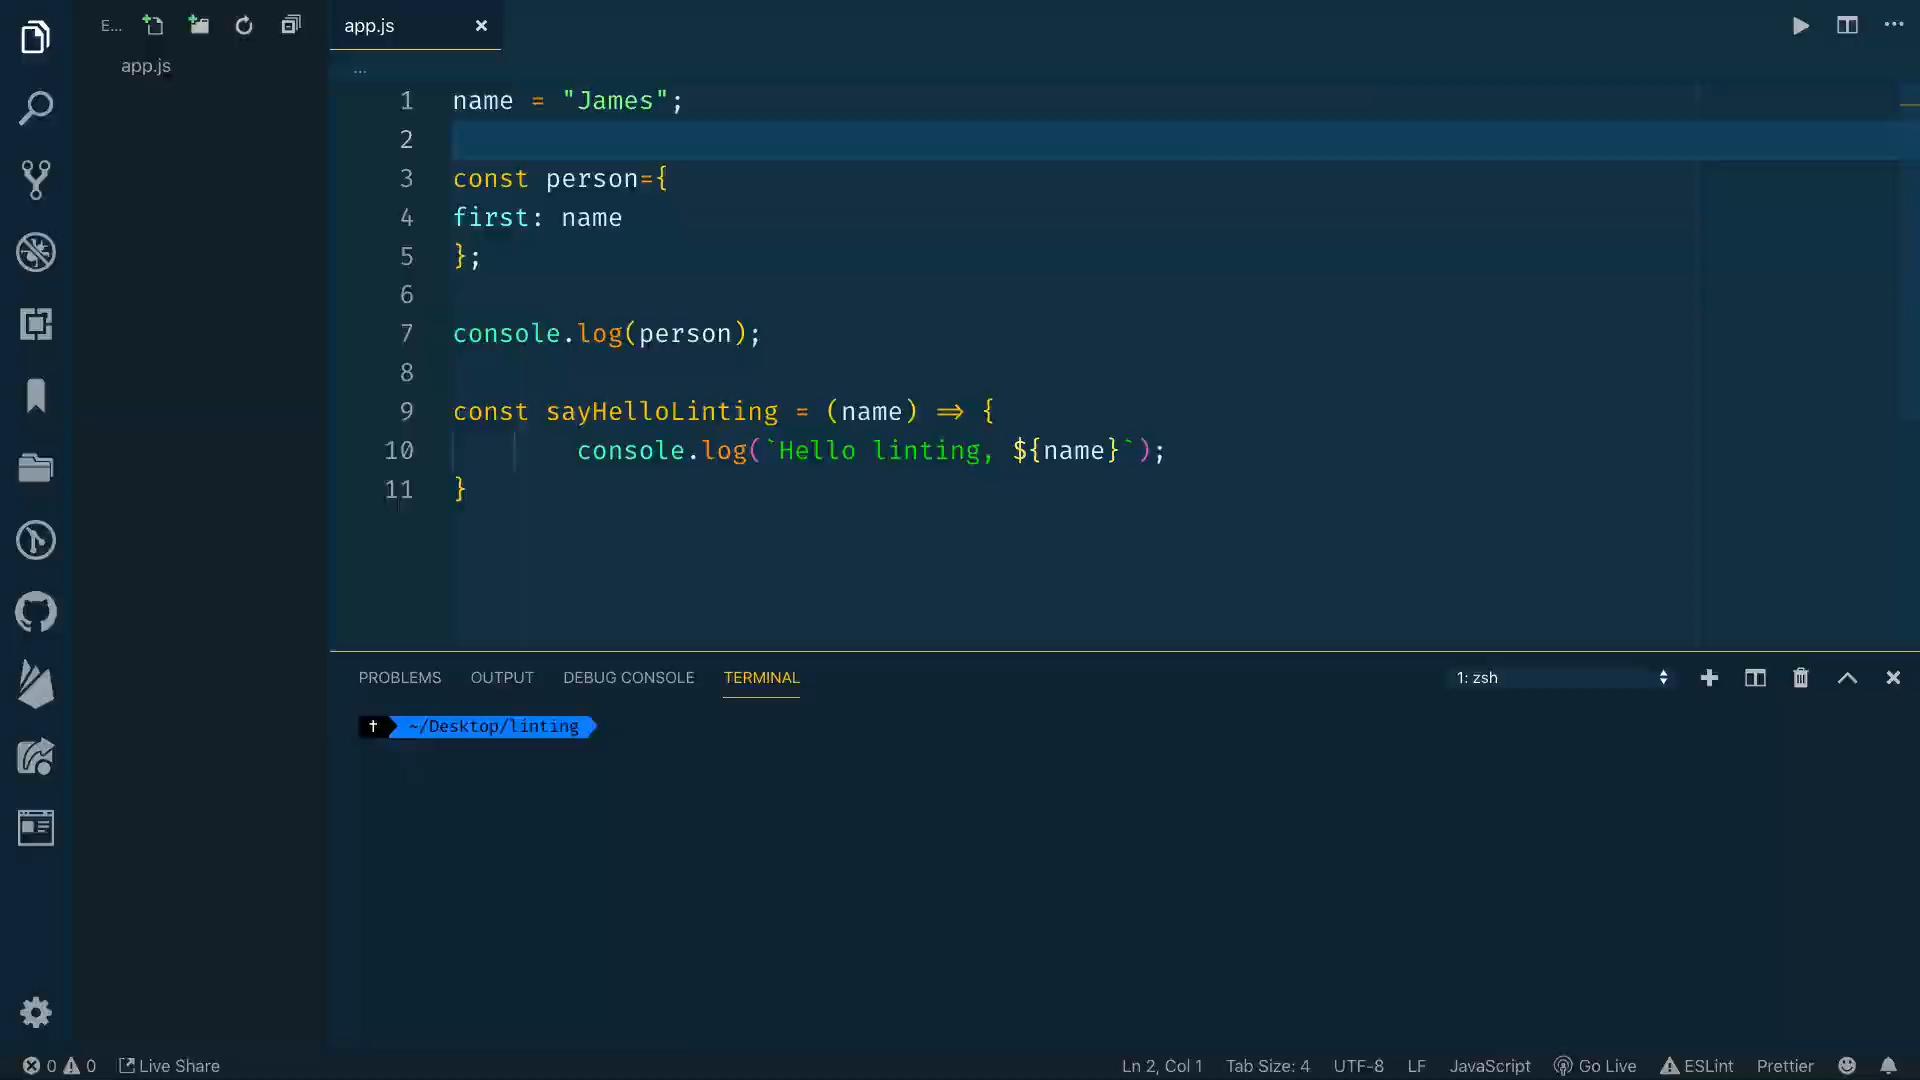 E...
app.js
app.js
...
1 name = "James";
2
3 const person={
4 first: name
5 };
6
7 console.log(person);
8
9 const sayHelloLinting = (name) => {
10 console.log(`Hello linting, ${name}`);
11 }
PROBLEMS OUTPUT DEBUG CONSOLE TERMINAL 1: zsh
† ~/Desktop/linting
0 0 Live Share Ln 2, Col 1 Tab Size: 4 UTF-8 LF JavaScript Go Live ESLint Prettier